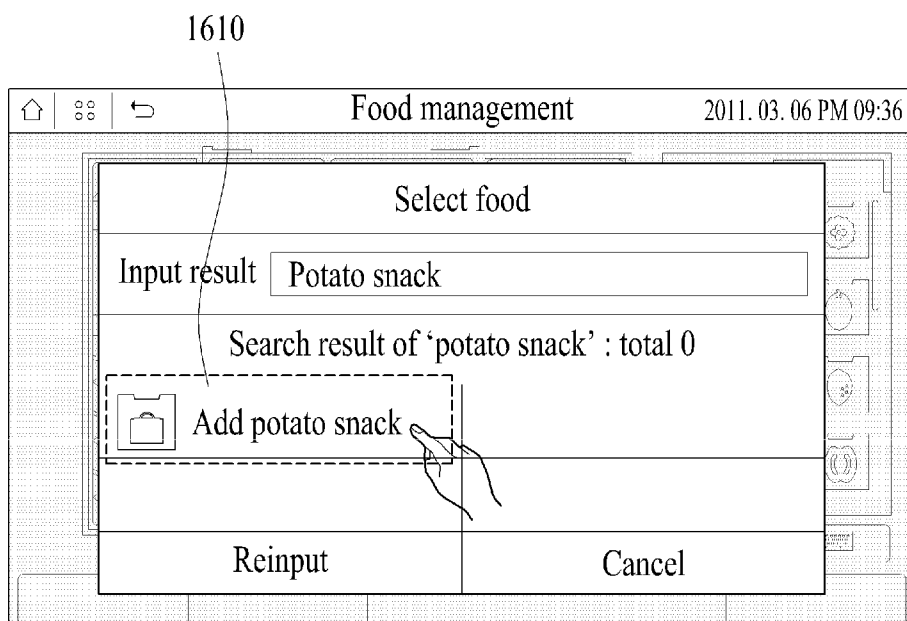 1610
Food management 2011. 03. 06 PM 09:36
Select food
Input result Potato snack
Search result of ‘potato snack’ : total 0
Add potato snack
Reinput Cancel